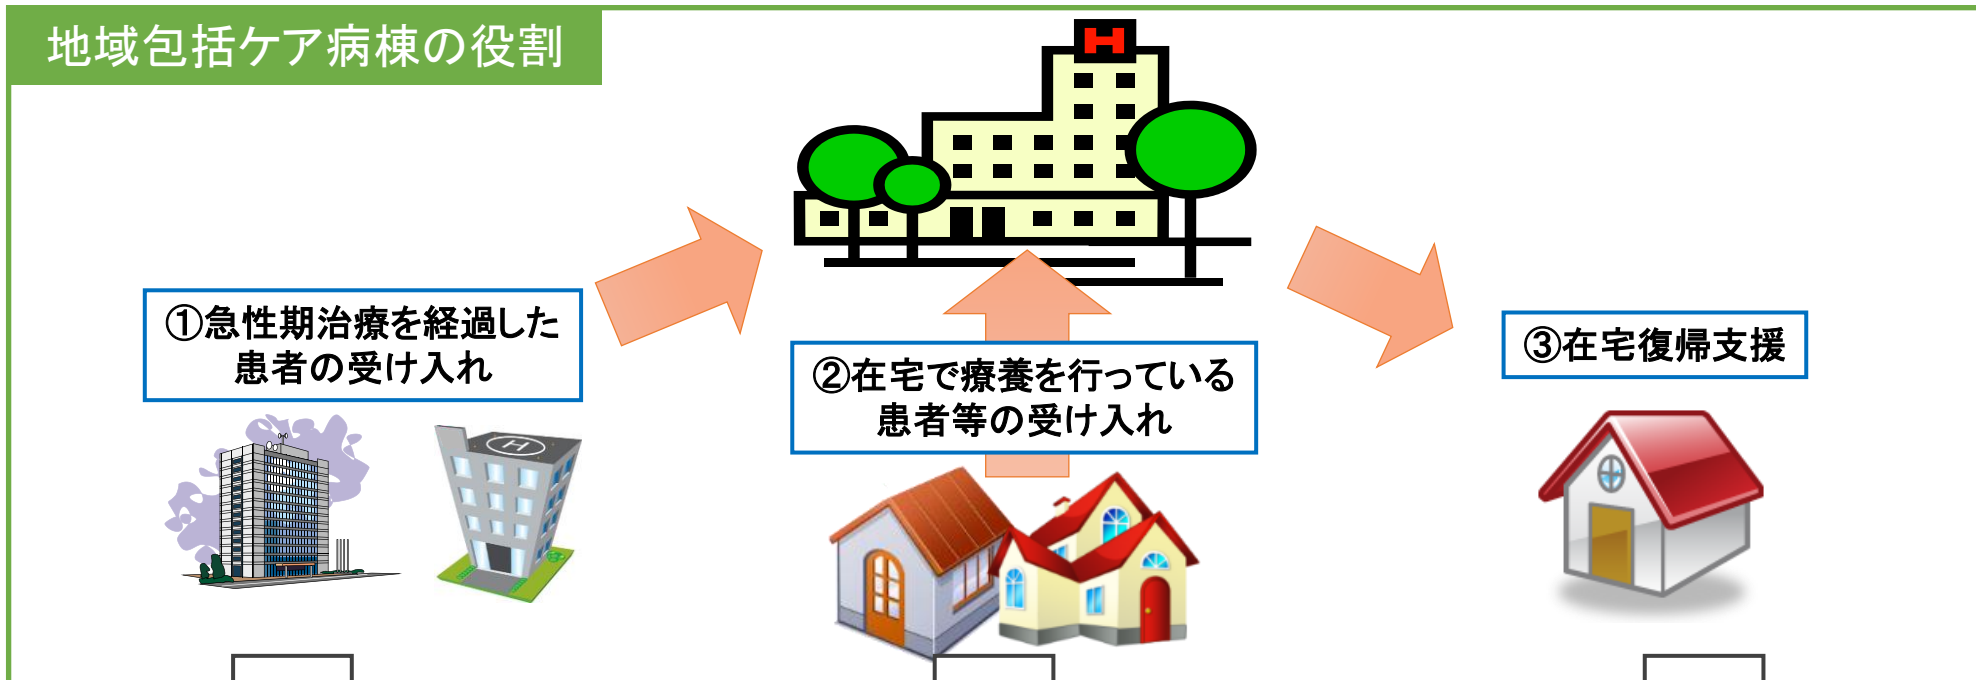 地域包括ケア病棟の役割
H
①急性期治療を経過した
患者の受け入れ
②在宅で療養を行っている
患者等の受け入れ
③在宅復帰支援
H